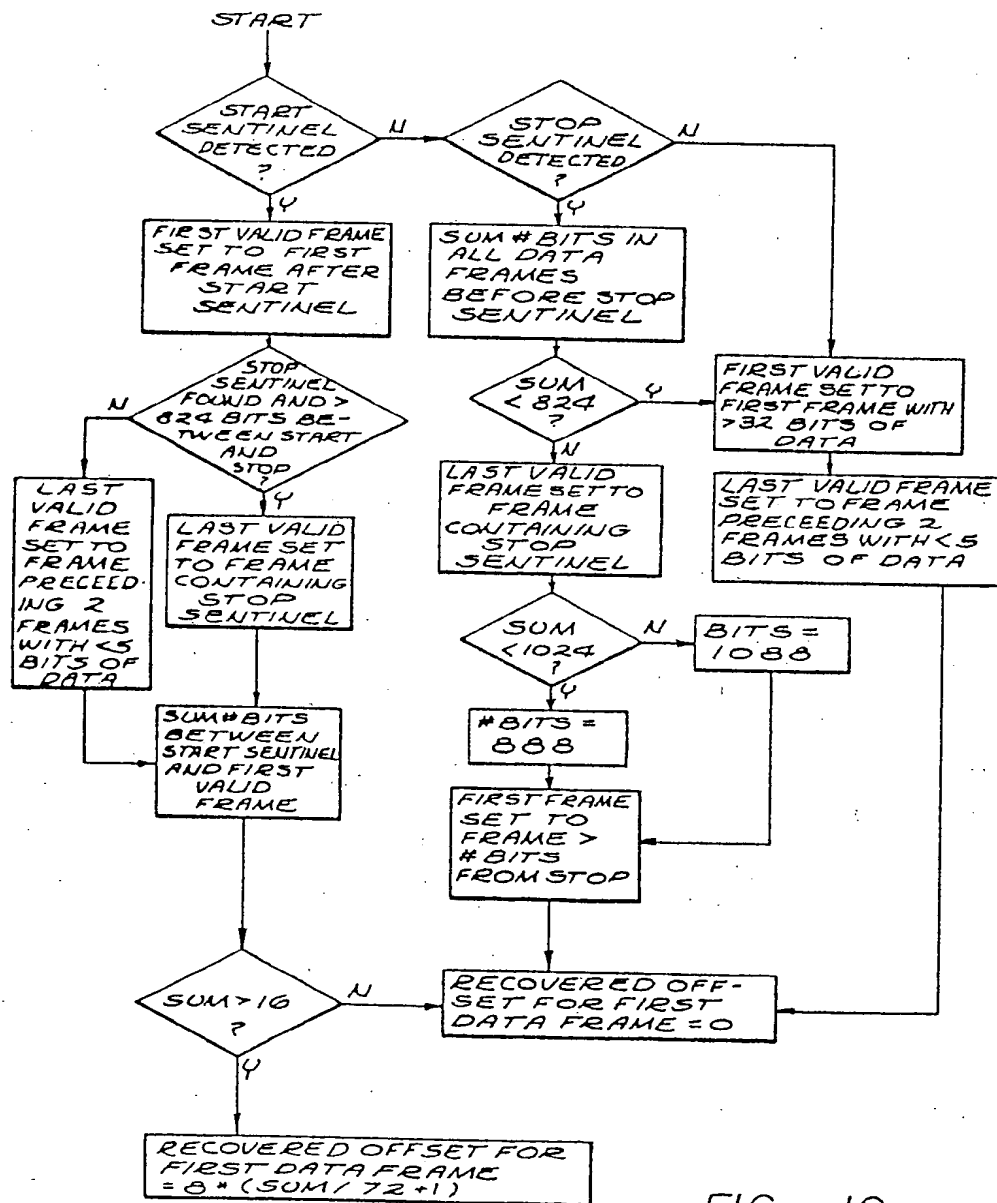 START
START
SENTINEL
DETECTED
?
N
Y
STOP
SENTINEL
DETECTED
?
N
Y
FIRST VALID FRAME
SET TO FIRST
FRAME AFTER
START
SENTINEL
SUM # BITS IN
ALL DATA
FRAMES
BEFORE STOP
SENTINEL
STOP
SENTINEL
FOUND AND >
824 BITS BE-
TWEEN START
AND
STOP
?
N
Y
SUM
< 824
?
Y
N
FIRST VALID
FRAME SET TO
FIRST FRAME WITH
>32 BITS OF
DATA
LAST
VALID
FRAME
SET TO
FRAME
PRECEED-
ING 2
FRAMES
WITH <5
BITS OF
DATA
LAST VALID
FRAME SET
TO FRAME
CONTAINING
STOP
SENTINEL
LAST VALID
FRAME SET TO
FRAME
CONTAINING
STOP
SENTINEL
LAST VALID FRAME
SET TO FRAME
PRECEEDING 2
FRAMES WITH <5
BITS OF DATA
SUM
<1024
?
N
Y
BITS =
1088
#BITS =
888
SUM # BITS
BETWEEN
START SENTINEL
AND FIRST
VALID
FRAME
FIRST FRAME
SET TO
FRAME >
# BITS
FROM STOP
SUM > 16
?
N
Y
RECOVERED OFF-
SET FOR FIRST
DATA FRAME = 0
RECOVERED OFFSET FOR
FIRST DATA FRAME
= 8 * (SUM / 72 +1)